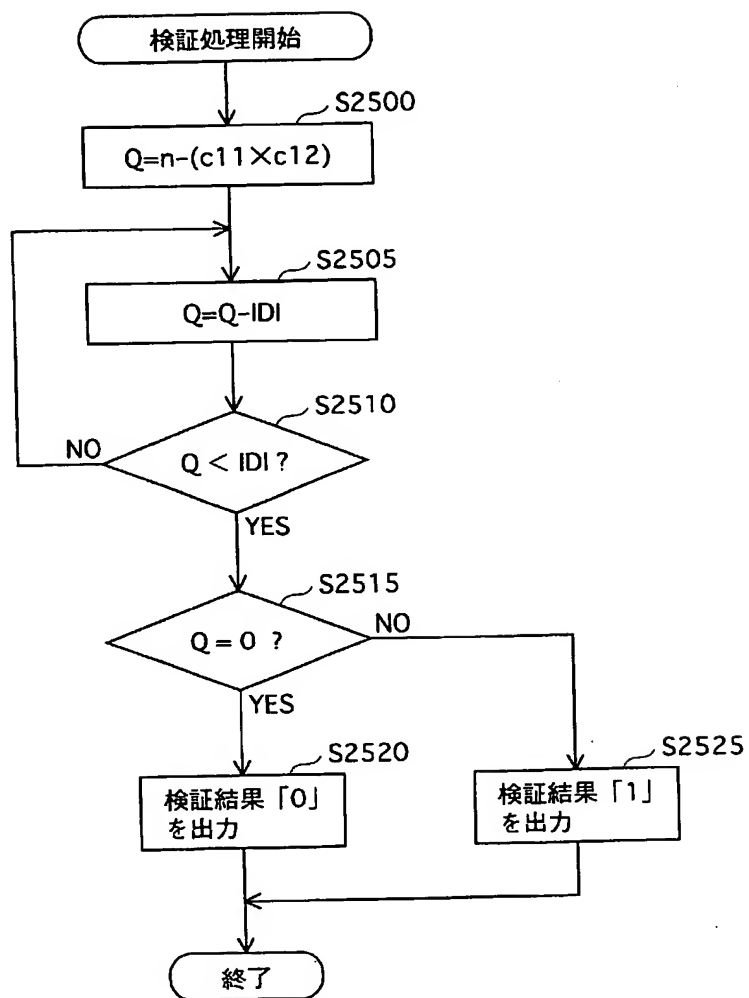 検証処理開始
S2500
Q=n-(c11×c12)
S2505
Q=Q-IDI
S2510
Q < IDI ?
NO
YES
S2515
Q = 0 ?
NO
YES
S2520
検証結果「0」
を出力
S2525
検証結果「1」
を出力
終了